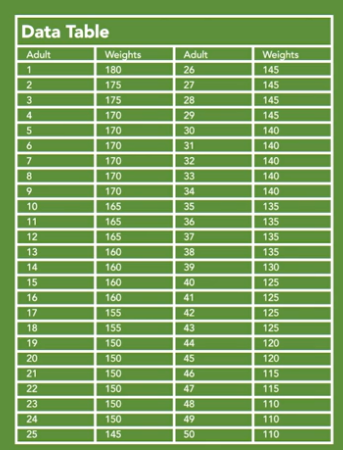 Data Table
Adult Weights Adult Weights
1 180 26 145
2 175 27 145
3 175 28 145
4 170 29 145
5 170 30 140
6 170 31 140
7 170 32 140
8 170 33 140
9 170 34 140
10 165 35 135
11 165 36 135
12 165 37 135
13 160 38 135
14 160 39 130
15 160 40 125
16 160 41 125
17 155 42 125
18 155 43 125
19 150 44 120
20 150 45 120
21 150 46 115
22 150 47 115
23 150 48 110
24 150 49 110
25 145 50 110